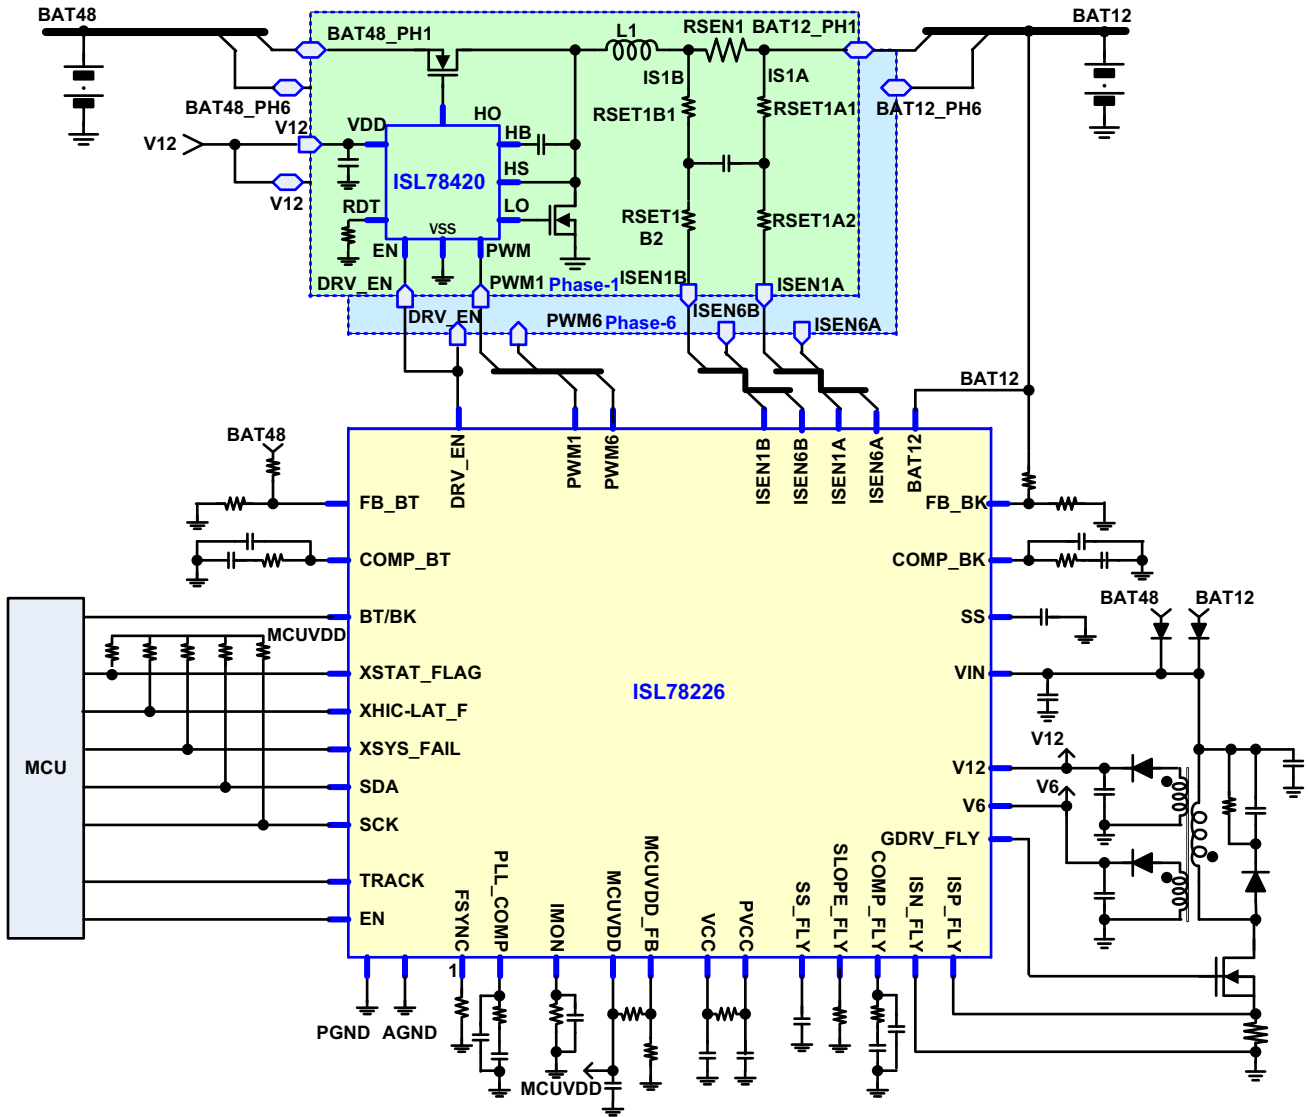 BAT48
BAT48_PH1
L1
RSEN1
BAT12_PH1
BAT12
IS1B
IS1A
BAT48_PH6
BAT12_PH6
RSET1B1
RSET1A1
V12
V12
VDD
HO
HB
HS
ISL78420
LO
V12
RDT
VSS
EN
PWM
RSET1
B2
RSET1A2
DRV_EN
PWM1
Phase-1
ISEN1B
ISEN1A
DRV_EN
PWM6
Phase-6
ISEN6B
ISEN6A
BAT12
BAT48
DRV_EN
PWM1
PWM6
ISEN1B
ISEN6B
ISEN1A
ISEN6A
BAT12
FB_BT
FB_BK
COMP_BT
COMP_BK
BT/BK
SS
BAT48
BAT12
MCUVDD
XSTAT_FLAG
VIN
ISL78226
XHIC-LAT_F
XSYS_FAIL
V12
MCU
V12
SDA
V6
V6
SCK
GDRV_FLY
TRACK
EN
FSYNC
PLL_COMP
IMON
MCUVDD
MCUVDD_FB
VCC
PVCC
SS_FLY
SLOPE_FLY
COMP_FLY
ISN_FLY
ISP_FLY
1
PGND
AGND
MCUVDD